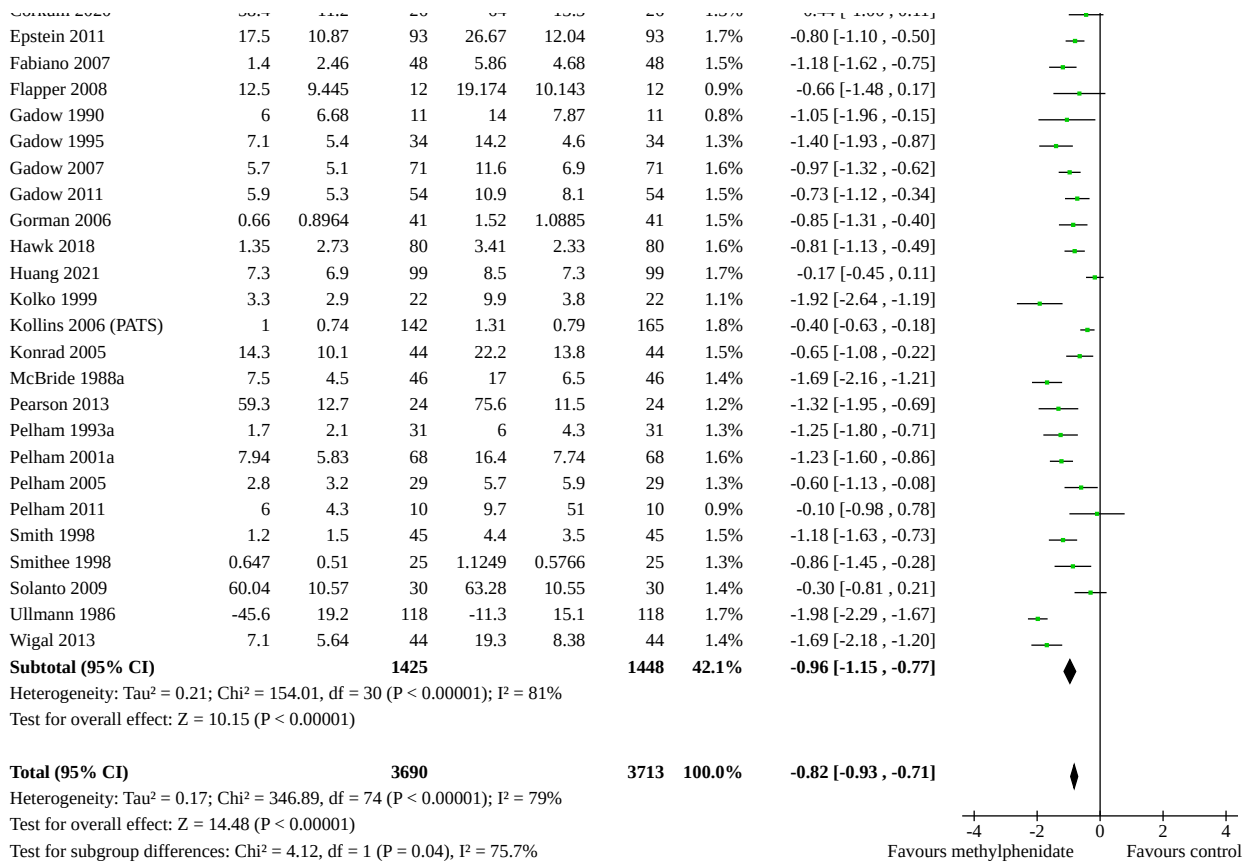 Epstein 2011 17.5 10.87 93 26.67 12.04 93 1.7% -0.80 [-1.10 , -0.50]
Fabiano 2007 1.4 2.46 48 5.86 4.68 48 1.5% -1.18 [-1.62 , -0.75]
Flapper 2008 12.5 9.445 12 19.174 10.143 12 0.9% -0.66 [-1.48 , 0.17]
Gadow 1990 6 6.68 11 14 7.87 11 0.8% -1.05 [-1.96 , -0.15]
Gadow 1995 7.1 5.4 34 14.2 4.6 34 1.3% -1.40 [-1.93 , -0.87]
Gadow 2007 5.7 5.1 71 11.6 6.9 71 1.6% -0.97 [-1.32 , -0.62]
Gadow 2011 5.9 5.3 54 10.9 8.1 54 1.5% -0.73 [-1.12 , -0.34]
Gorman 2006 0.66 0.8964 41 1.52 1.0885 41 1.5% -0.85 [-1.31 , -0.40]
Hawk 2018 1.35 2.73 80 3.41 2.33 80 1.6% -0.81 [-1.13 , -0.49]
Huang 2021 7.3 6.9 99 8.5 7.3 99 1.7% -0.17 [-0.45 , 0.11]
Kolko 1999 3.3 2.9 22 9.9 3.8 22 1.1% -1.92 [-2.64 , -1.19]
Kollins 2006 (PATS) 1 0.74 142 1.31 0.79 165 1.8% -0.40 [-0.63 , -0.18]
Konrad 2005 14.3 10.1 44 22.2 13.8 44 1.5% -0.65 [-1.08 , -0.22]
McBride 1988a 7.5 4.5 46 17 6.5 46 1.4% -1.69 [-2.16 , -1.21]
Pearson 2013 59.3 12.7 24 75.6 11.5 24 1.2% -1.32 [-1.95 , -0.69]
Pelham 1993a 1.7 2.1 31 6 4.3 31 1.3% -1.25 [-1.80 , -0.71]
Pelham 2001a 7.94 5.83 68 16.4 7.74 68 1.6% -1.23 [-1.60 , -0.86]
Pelham 2005 2.8 3.2 29 5.7 5.9 29 1.3% -0.60 [-1.13 , -0.08]
Pelham 2011 6 4.3 10 9.7 51 10 0.9% -0.10 [-0.98 , 0.78]
Smith 1998 1.2 1.5 45 4.4 3.5 45 1.4% -1.18 [-1.63 , -0.73]
Smithee 1998 0.647 0.51 25 1.1249 0.5766 25 1.3% -0.86 [-1.45 , -0.28]
Solanto 2009 60.04 10.57 30 63.28 10.55 30 1.4% -0.30 [-0.81 , 0.21]
Ullmann 1986 -45.6 19.2 118 -11.3 15.1 118 1.7% -1.98 [-2.29 , -1.67]
Wigal 2013 7.1 5.64 44 19.3 8.38 44 1.4% -1.69 [-2.18 , -1.20]
Subtotal (95% CI) 1425 1448 42.1% -0.96 [-1.15 , -0.77]
Heterogeneity: Tau² = 0.21; Chi² = 154.01, df = 30 (P < 0.00001); I² = 81%
Test for overall effect: Z = 10.15 (P < 0.00001)
Total (95% CI) 3690 3713 100.0% -0.82 [-0.93 , -0.71]
Heterogeneity: Tau² = 0.17; Chi² = 346.89, df = 74 (P < 0.00001); I² = 79%
Test for overall effect: Z = 14.48 (P < 0.00001)
-4 -2 0 2 4
Test for subgroup differences: Chi² = 4.12, df = 1 (P = 0.04), I² = 75.7% Favours methylphenidate Favours control